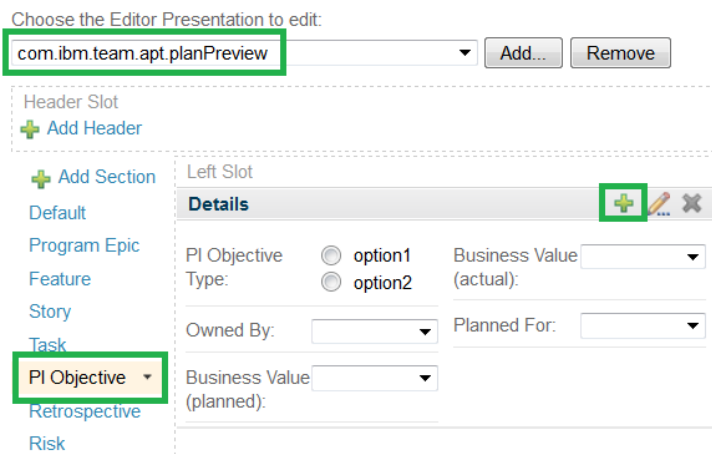 Choose the Editor Presentation to edit:
com.ibm.team.apt.planPreview Add... Remove
Header Slot
Add Header
Add Section
Default
Program Epic
Feature
Story
Task
PI Objective
Retrospective
Risk
Left Slot
Details
PI Objective
Type:
option1
option2
Owned By:
Business Value
(planned):
Business Value
(actual):
Planned For: